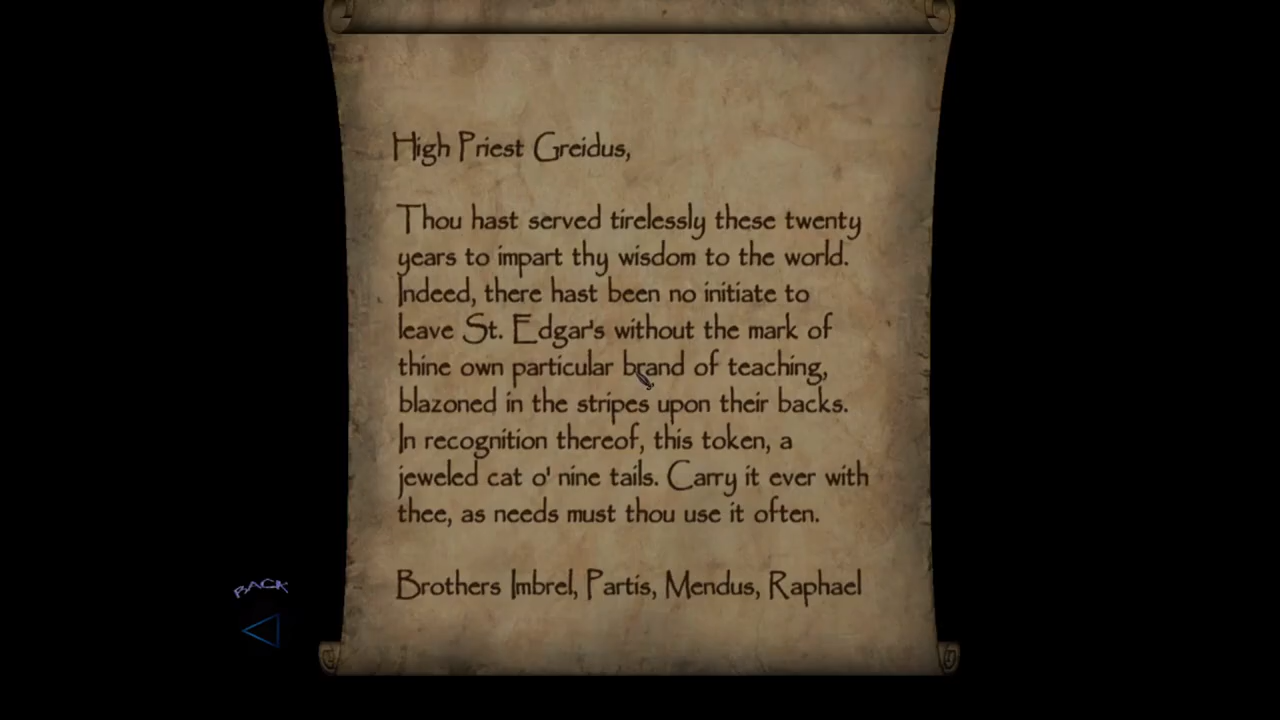 High Priest Greidus,
Thou hast served tirelessly these twenty
years to impart thy wisdom to the world.
Indeed, there hast been no initiate to
leave St. Edgar's without the mark of
thine own particular brand of teaching,
blazoned in the stripes upon their backs.
In recognition thereof, this token, a
jeweled cat o' nine tails. Carry it ever with
thee, as needs must thou use it often.
Brothers Imbrel, Partis, Mendus, Raphael
BACK